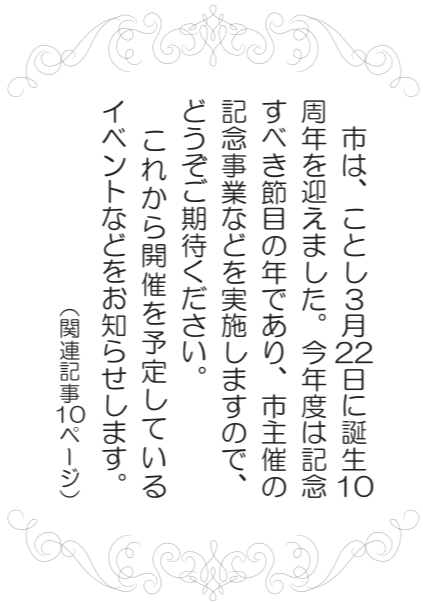 市は、ことし3月22日に誕生10
周年を迎えました。今年度は記念
すべき節目の年であり、市主催の
記念事業などを実施しますので、
どうぞご期待ください。
これから開催を予定している
イベントなどをお知らせします。
（関連記事10ページ）